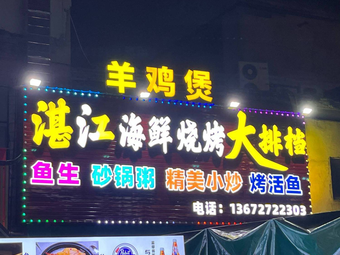 羊鸡煲
湛江海鲜烧烤大排档
鱼生 砂锅粥 精美小炒 烤活鱼
电话：13672722303